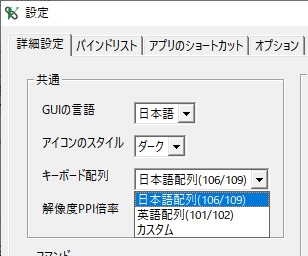 設定
詳細設定 バインドリスト アプリのショートカット オプション
共通
GUIの言語 日本語
アイコンのスタイル ダーク
キーボード配列 日本語配列(106/109)
日本語配列(106/109)
解像度PPI倍率 英語配列(101/102)
カスタム
コマンド